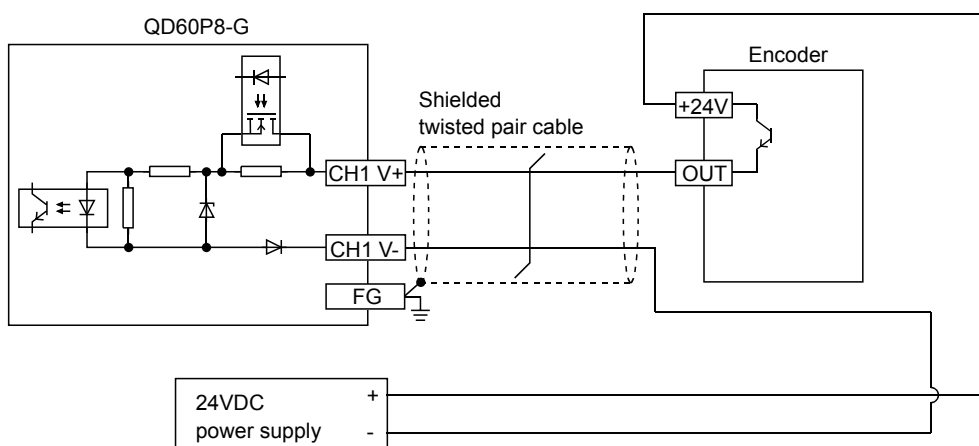 QD60P8-G
Encoder
Shielded
twisted pair cable
+24V
CH1 V+
OUT
CH1 V-
FG
24VDC
power supply
+
-